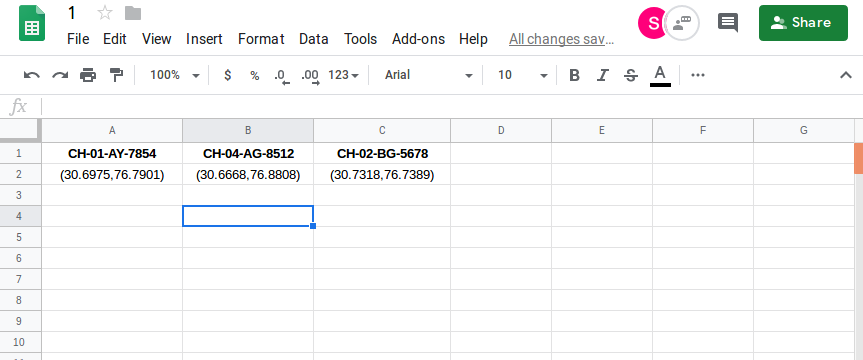 1
File Edit View Insert Format Data Tools Add-ons Help All changes sav...
S
Share
100% $ % .0 .00 123 Arial 10 B I S A
fx
A B C D E F G
1 CH-01-AY-7854 CH-04-AG-8512 CH-02-BG-5678
2 (30.6975,76.7901) (30.6668,76.8808) (30.7318,76.7389)
3
4
5
6
7
8
9
10